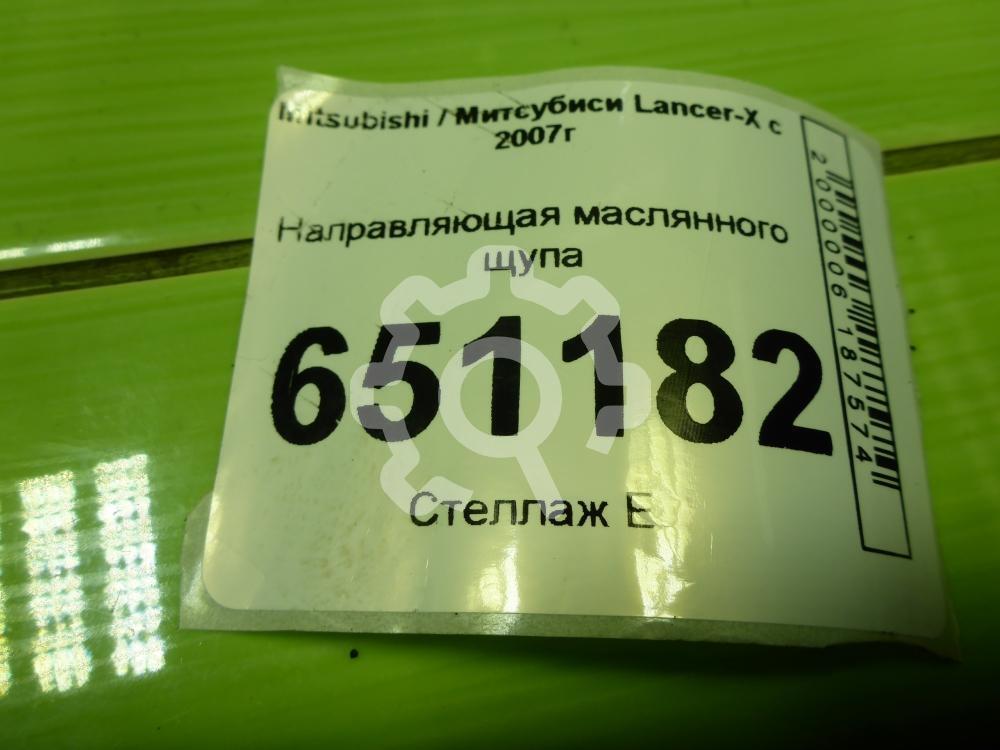 Mitsubishi / Митсубиси Lancer-X с
2007г
Направляющая маслянного
щупа
651182
Стеллаж Е
2000006187574